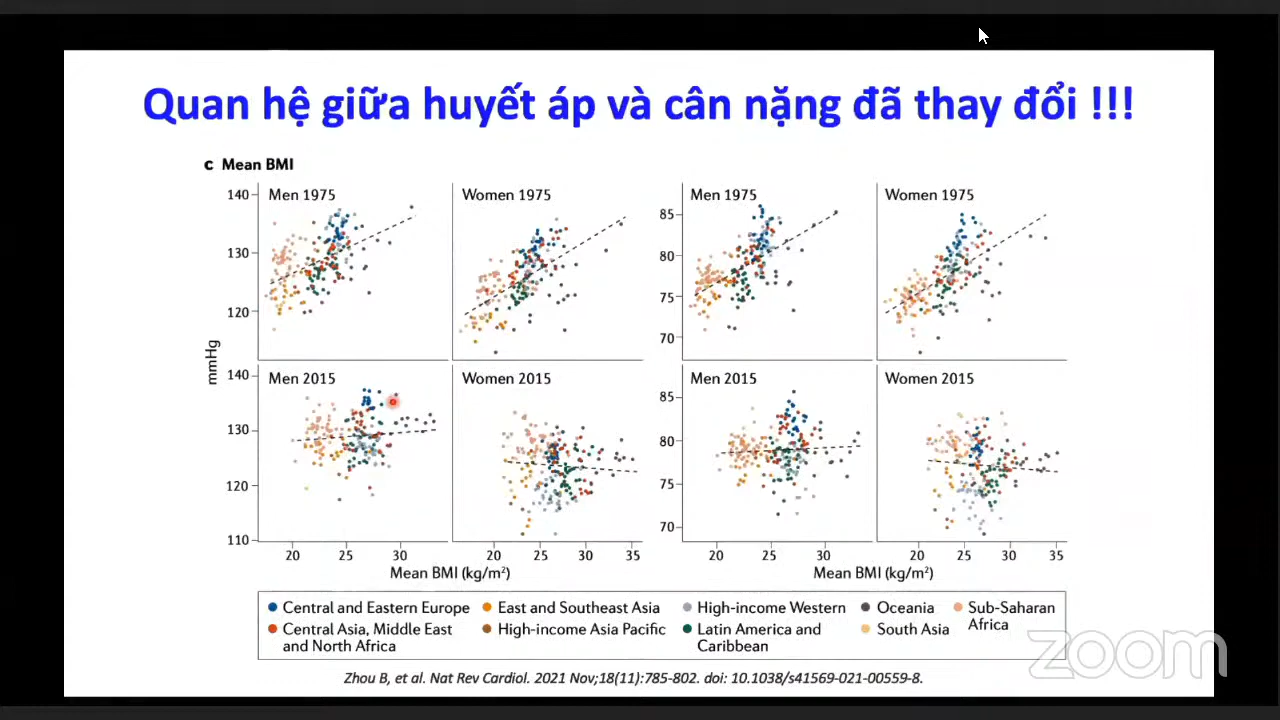 Quan hệ giữa huyết áp và cân nặng đã thay đổi !!!
c Mean BMI
Men 1975
Women 1975
Men 1975
Women 1975
140
130
120
85
80
75
70
mmHg
Men 2015
Women 2015
Men 2015
Women 2015
140
130
120
110
85
80
75
70
20 25 30
20 25 30 35
20 25 30
20 25 30 35
Mean BMI (kg/m²)
Mean BMI (kg/m²)
Central and Eastern Europe
East and Southeast Asia
High-income Western
Oceania
Sub-Saharan
Africa
Central Asia, Middle East
and North Africa
High-income Asia Pacific
Latin America and
Caribbean
South Asia
zoom
Zhou B, et al. Nat Rev Cardiol. 2021 Nov;18(11):785-802. doi: 10.1038/s41569-021-00559-8.